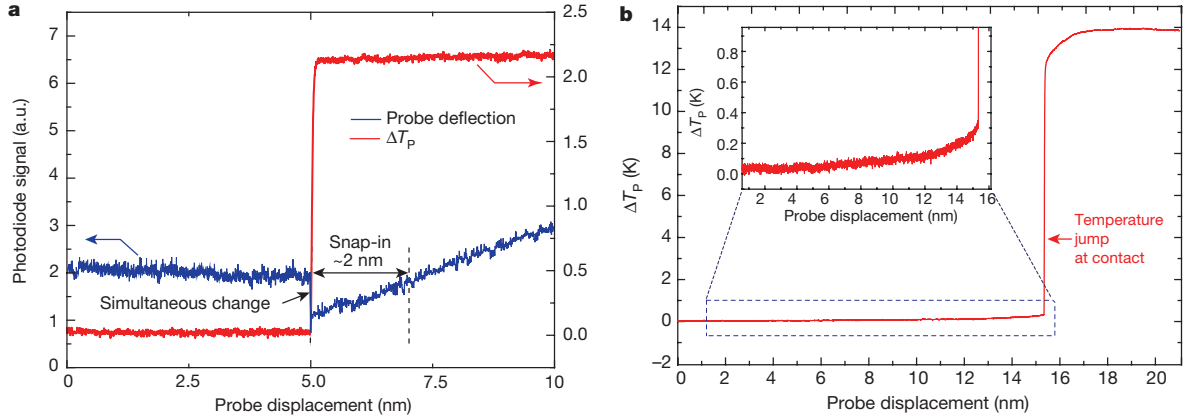 a
7
6
5
4
3
2
1
0
Photodiode signal (a.u.)
2.5
2.0
1.5
1.0
0.5
0.0
Probe deflection
ΔTP
Snap-in
~2 nm
Simultaneous change
0 2.5 5.0 7.5 10
Probe displacement (nm)
b
14
12
10
8
6
4
2
0
−2
ΔTP (K)
0.8
0.6
0.4
0.2
0.0
ΔTP (K)
2 4 6 8 10 12 14 16
Probe displacement (nm)
Temperature
jump
at contact
0 2 4 6 8 10 12 14 16 18 20
Probe displacement (nm)